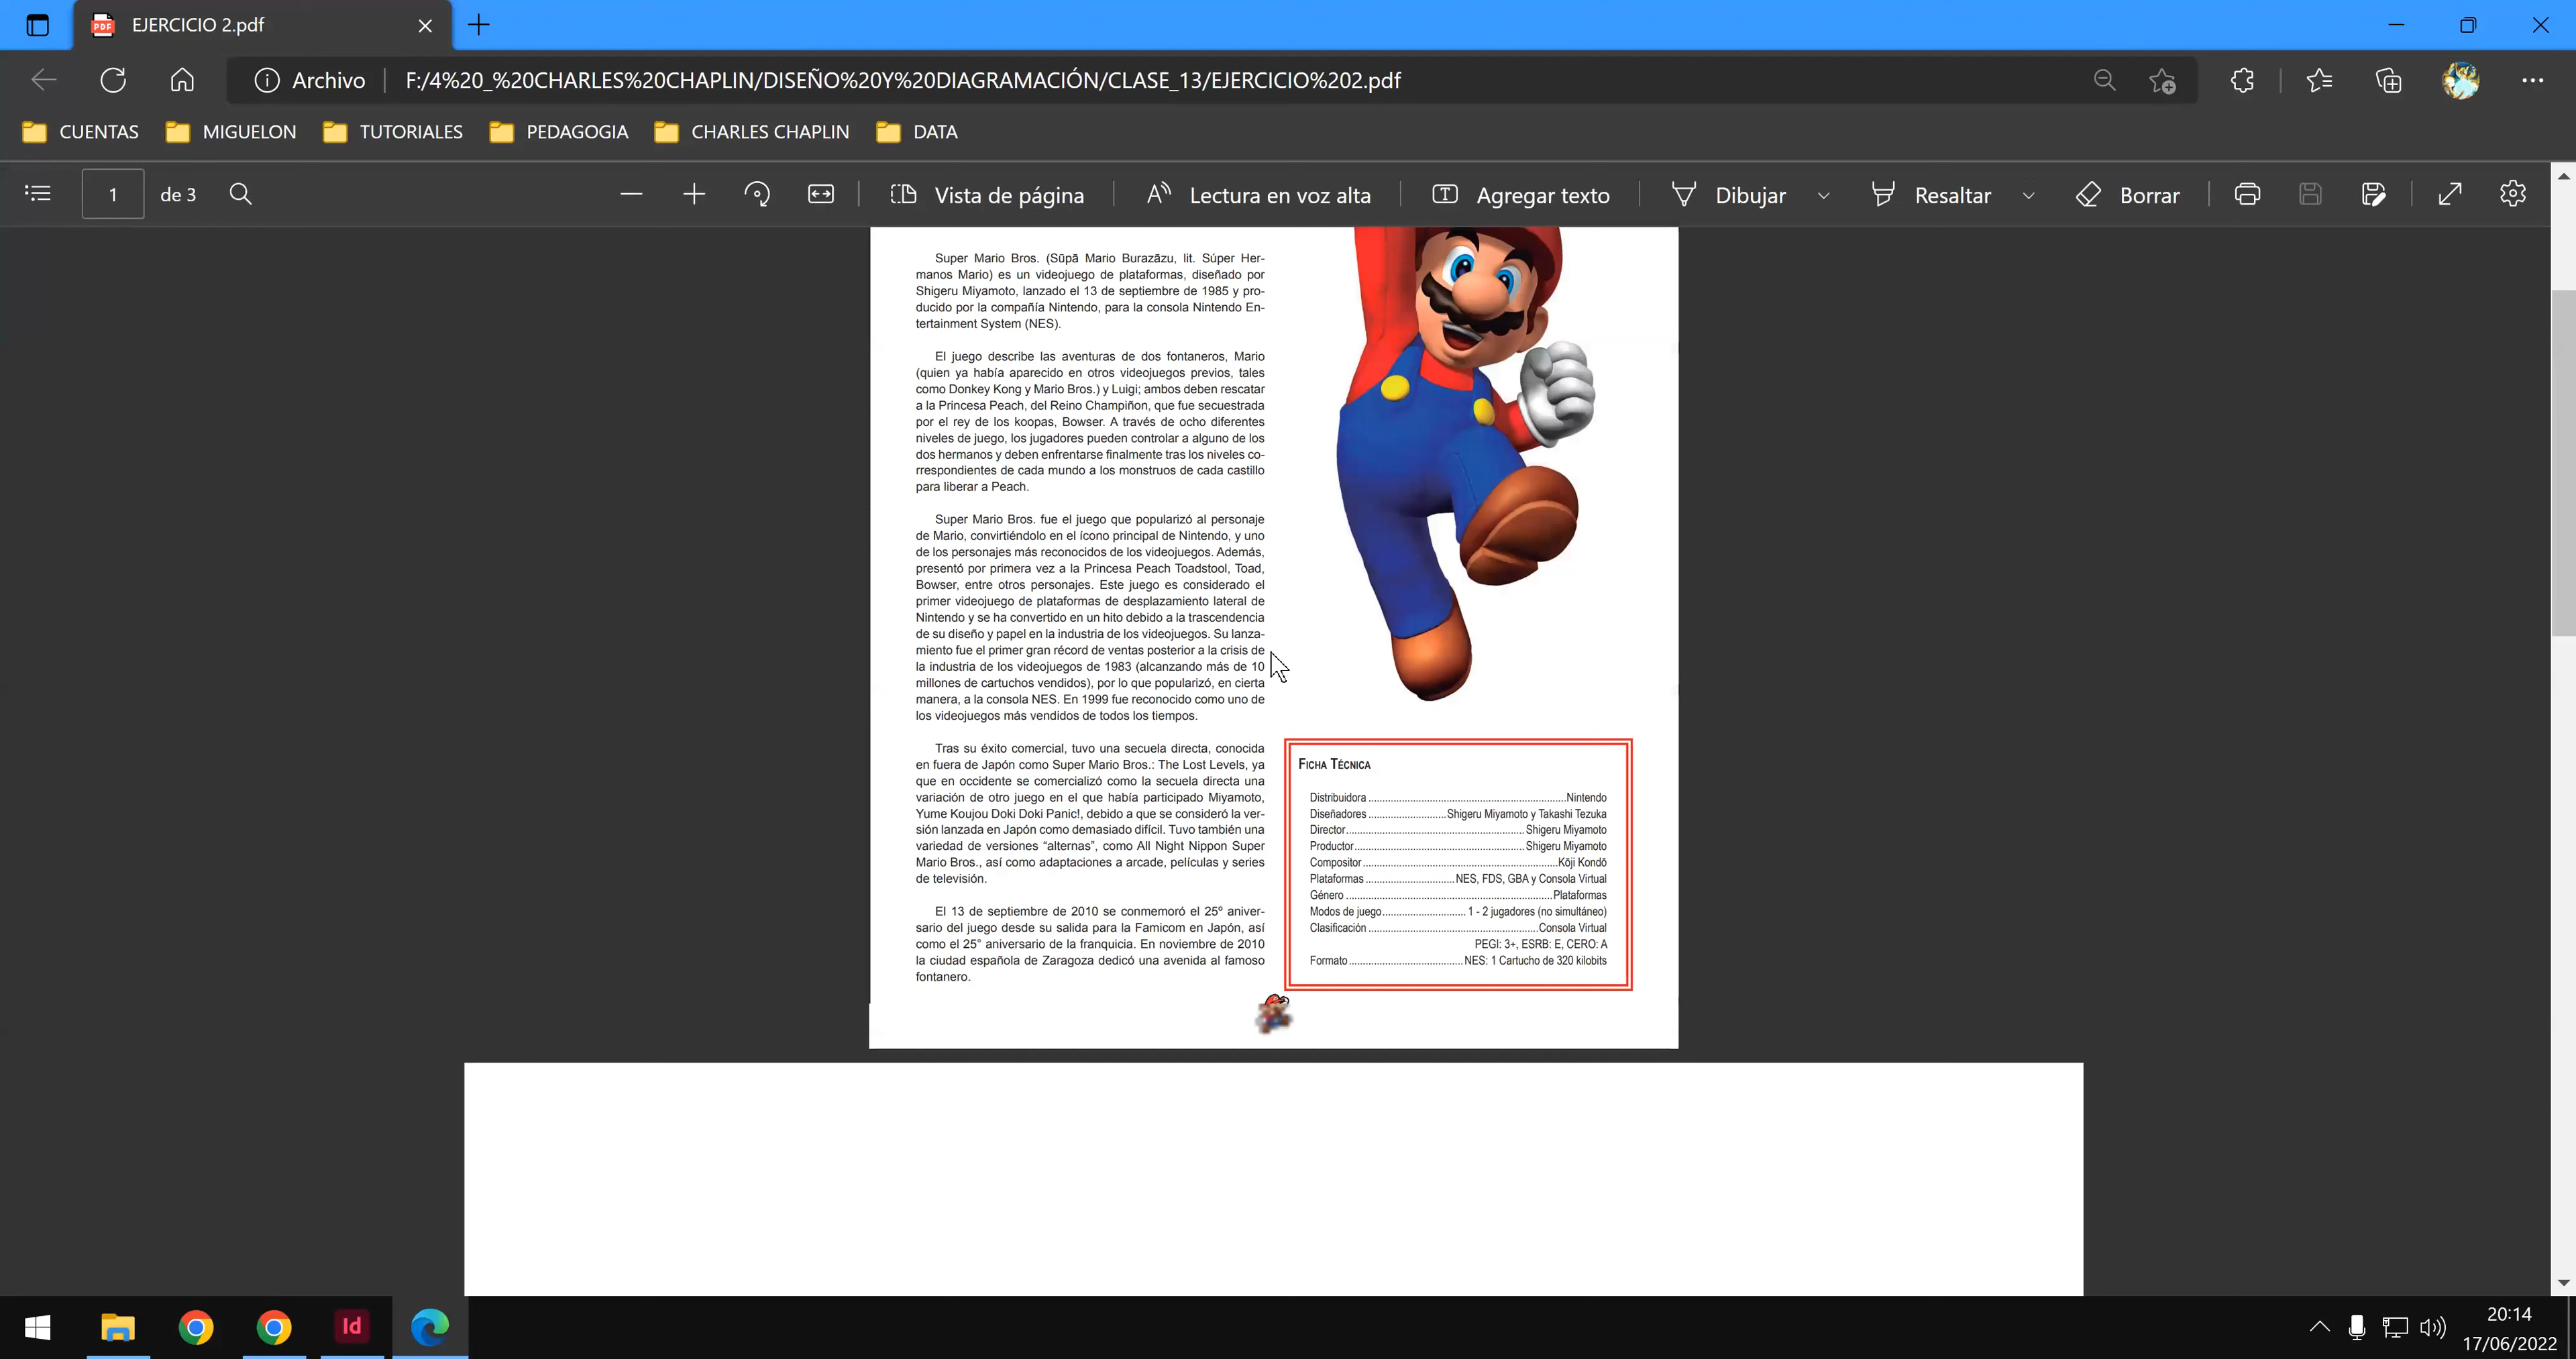 EJERCICIO 2.pdf
Archivo
F:/4%20_%20CHARLES%20CHAPLIN/DISEÑO%20Y%20DIAGRAMACIÓN/CLASE_13/EJERCICIO%202.pdf
CUENTAS MIGUELON TUTORIALES PEDAGOGIA CHARLES CHAPLIN DATA
1 de 3 Vista de página Lectura en voz alta Agregar texto Dibujar Resaltar Borrar
Super Mario Bros. (Sūpā Mario Burazāzu, lit. Súper Her-
manos Mario) es un videojuego de plataformas, diseñado por
Shigeru Miyamoto, lanzado el 13 de septiembre de 1985 y pro-
ducido por la compañía Nintendo, para la consola Nintendo En-
tertainment System (NES).
El juego describe las aventuras de dos fontaneros, Mario
(quien ya había aparecido en otros videojuegos previos, tales
como Donkey Kong y Mario Bros.) y Luigi; ambos deben rescatar
a la Princesa Peach, del Reino Champiñon, que fue secuestrada
por el rey de los koopas, Bowser. A través de ocho diferentes
niveles de juego, los jugadores pueden controlar a alguno de los
dos hermanos y deben enfrentarse finalmente tras los niveles co-
rrespondientes de cada mundo a los monstruos de cada castillo
para liberar a Peach.
Super Mario Bros. fue el juego que popularizó al personaje
de Mario, convirtiéndolo en el ícono principal de Nintendo, y uno
de los personajes más reconocidos de los videojuegos. Además,
presentó por primera vez a la Princesa Peach Toadstool, Toad,
Bowser, entre otros personajes. Este juego es considerado el
primer videojuego de plataformas de desplazamiento lateral de
Nintendo y se ha convertido en un hito debido a la trascendencia
de su diseño y papel en la industria de los videojuegos. Su lanza-
miento fue el primer gran récord de ventas posterior a la crisis de
la industria de los videojuegos de 1983 (alcanzando más de 10
millones de cartuchos vendidos), por lo que popularizó, en cierta
manera, a la consola NES. En 1999 fue reconocido como uno de
los videojuegos más vendidos de todos los tiempos.
Tras su éxito comercial, tuvo una secuela directa, conocida
en fuera de Japón como Super Mario Bros.: The Lost Levels, ya
que en occidente se comercializó como la secuela directa una
variación de otro juego en el que había participado Miyamoto,
Yume Koujou Doki Doki Panic!, debido a que se consideró la ver-
sión lanzada en Japón como demasiado difícil. Tuvo también una
variedad de versiones “alternas”, como All Night Nippon Super
Mario Bros., así como adaptaciones a arcade, películas y series
de televisión.
El 13 de septiembre de 2010 se conmemoró el 25º aniver-
sario del juego desde su salida para la Famicom en Japón, así
como el 25° aniversario de la franquicia. En noviembre de 2010
la ciudad española de Zaragoza dedicó una avenida al famoso
fontanero.
Ficha Técnica
Distribuidora ........ Nintendo
Diseñadores ........ Shigeru Miyamoto y Takashi Tezuka
Director ........ Shigeru Miyamoto
Productor ........ Shigeru Miyamoto
Compositor ........ Kōji Kondō
Plataformas ........ NES, FDS, GBA y Consola Virtual
Género ........ Plataformas
Modos de juego ........ 1 - 2 jugadores (no simultáneo)
Clasificación ........ Consola Virtual
PEGI: 3+, ESRB: E, CERO: A
Formato ........ NES: 1 Cartucho de 320 kilobits
Id
20:14
17/06/2022